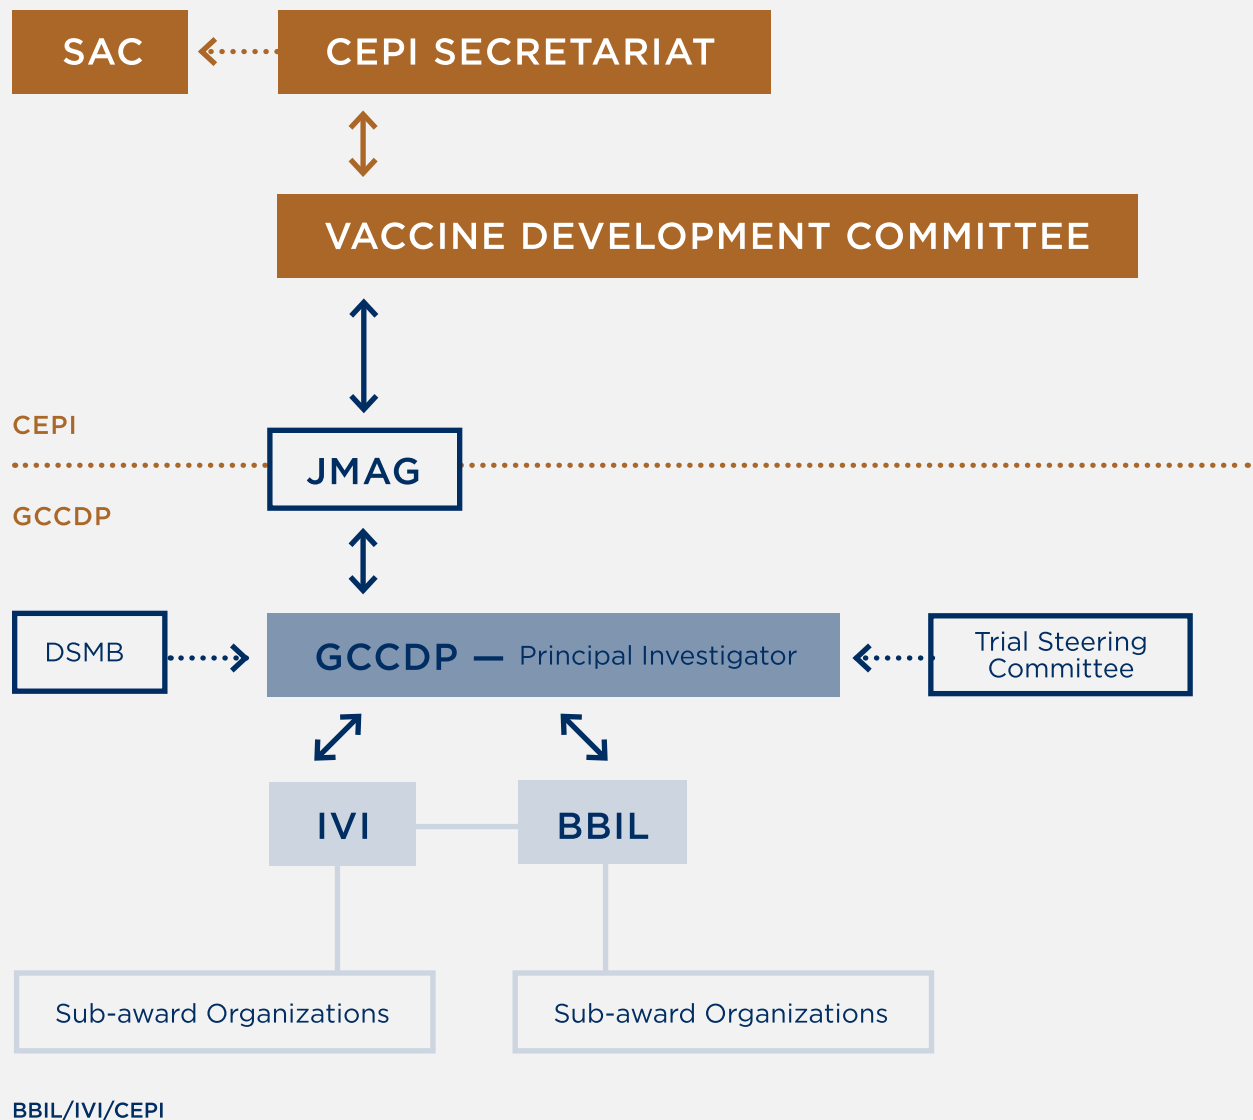 SAC
CEPI SECRETARIAT
VACCINE DEVELOPMENT COMMITTEE
CEPI
JMAG
GCCDP
DSMB
GCCDP — Principal Investigator
Trial Steering
Committee
IVI
BBIL
Sub-award Organizations
Sub-award Organizations
BBIL/IVI/CEPI